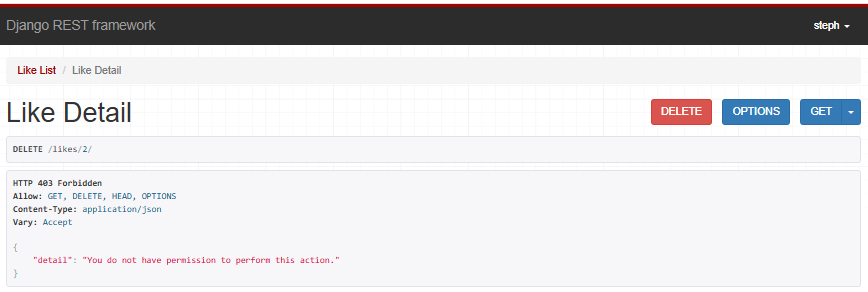 Django REST framework
steph
Like List / Like Detail
Like Detail
DELETE
OPTIONS
GET
DELETE /likes/2/
HTTP 403 Forbidden
Allow: GET, DELETE, HEAD, OPTIONS
Content-Type: application/json
Vary: Accept
{
    "detail": "You do not have permission to perform this action."
}